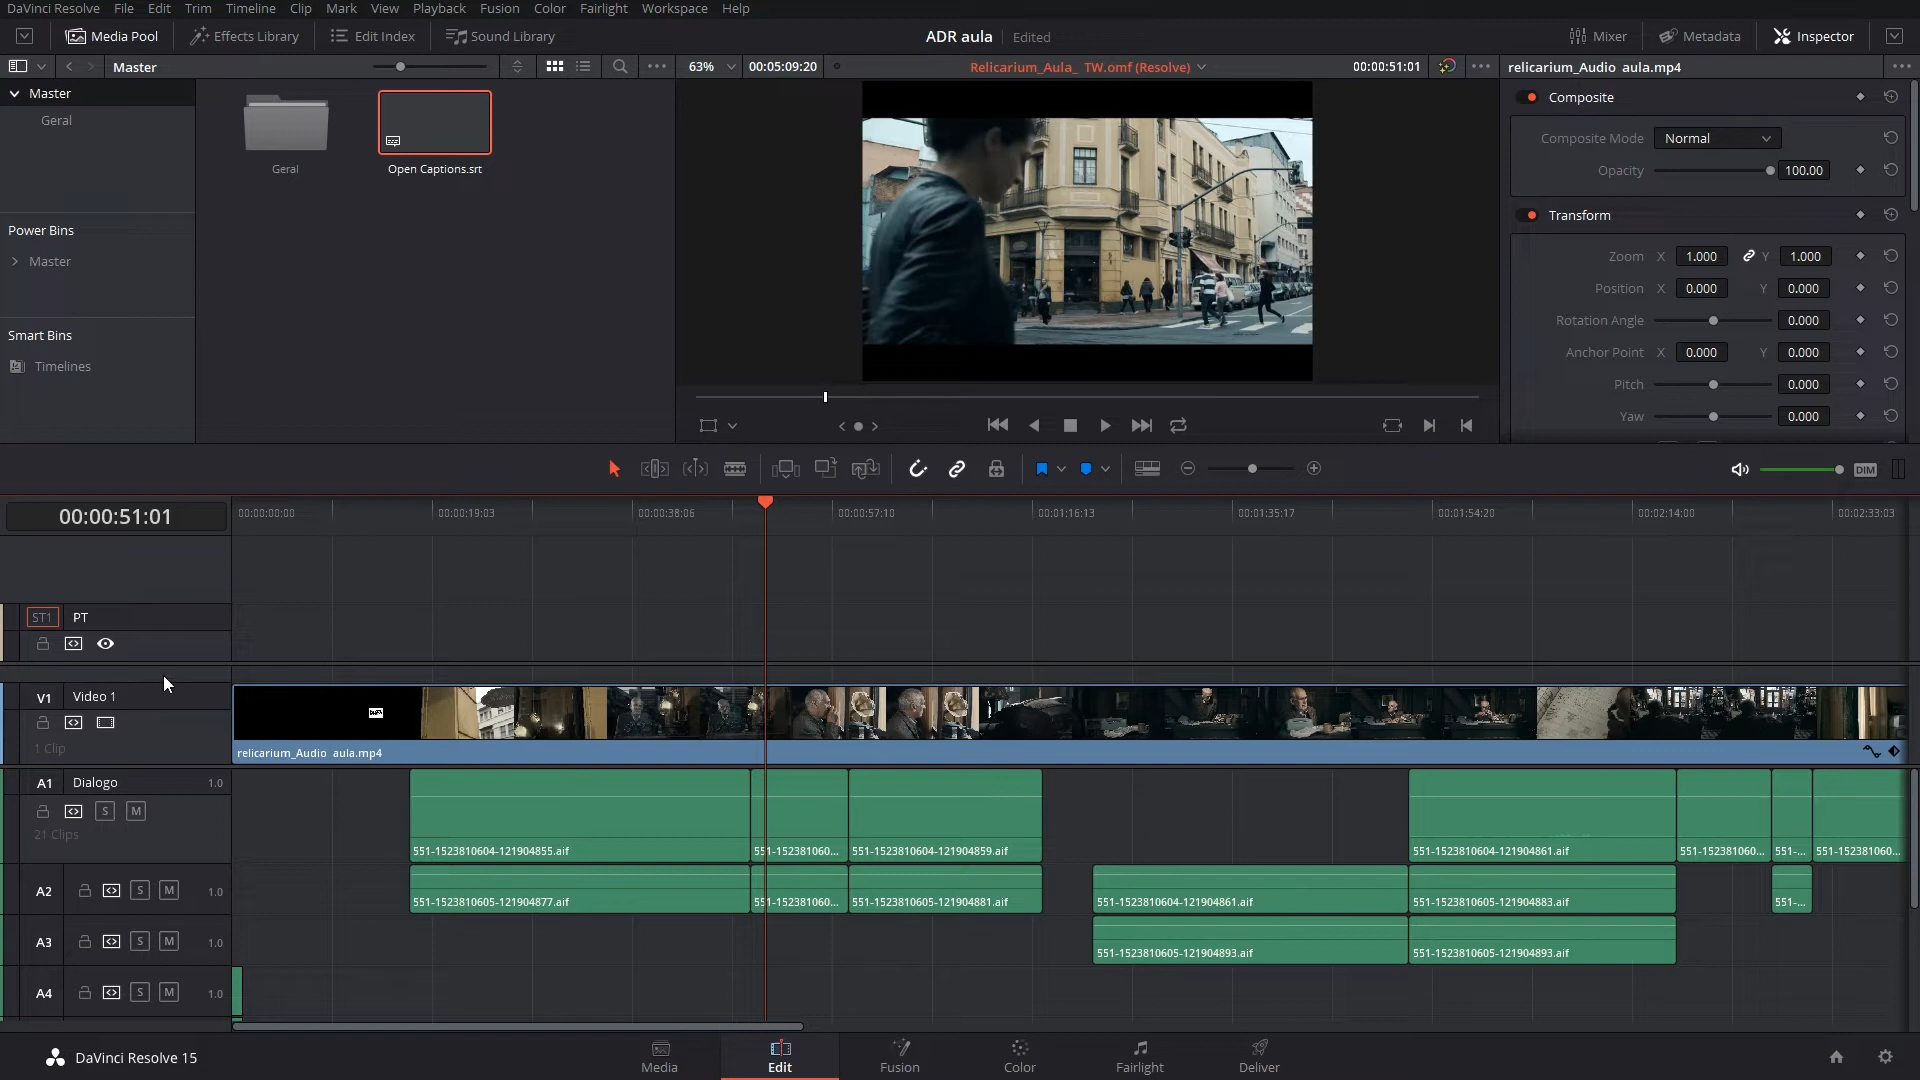 DaVinci Resolve File Edit Trim Timeline Clip Mark View Playback Fusion Color Fairlight Workspace Help
Media Pool Effects Library Edit Index Sound Library ADR aula Edited Mixer Metadata Inspector
Master 63% 00:05:09:20 Relicarium_Aula_ TW.omf (Resolve) 00:00:51:01 relicarium_Audio aula.mp4
Master
Geral
Power Bins
Master
Smart Bins
Timelines
Geral
Open Captions.srt
Composite
Composite Mode Normal
Opacity 100.00
Transform
Zoom X 1.000 Y 1.000
Position X 0.000 Y 0.000
Rotation Angle 0.000
Anchor Point X 0.000 Y 0.000
Pitch 0.000
Yaw 0.000
DIM
00:00:51:01 00:00:00:00 00:00:19:03 00:00:38:06 00:00:57:10 00:01:16:13 00:01:35:17 00:01:54:20 00:02:14:00 00:02:33:03
ST1 PT
V1 Video 1
1 Clip
relicarium_Audio aula.mp4
A1 Dialogo 1.0
S M
21 Clips
551-1523810604-121904855.aif 551-152381060... 551-1523810604-121904859.aif 551-1523810604-121904861.aif 551-152381060... 551-... 551-152381060...
A2 S M 1.0
551-1523810605-121904877.aif 551-152381060... 551-1523810605-121904881.aif 551-1523810604-121904861.aif 551-1523810605-121904883.aif 551-...
A3 S M 1.0
551-1523810605-121904893.aif 551-1523810605-121904893.aif
A4 S M 1.0
DaVinci Resolve 15 Media Edit Fusion Color Fairlight Deliver